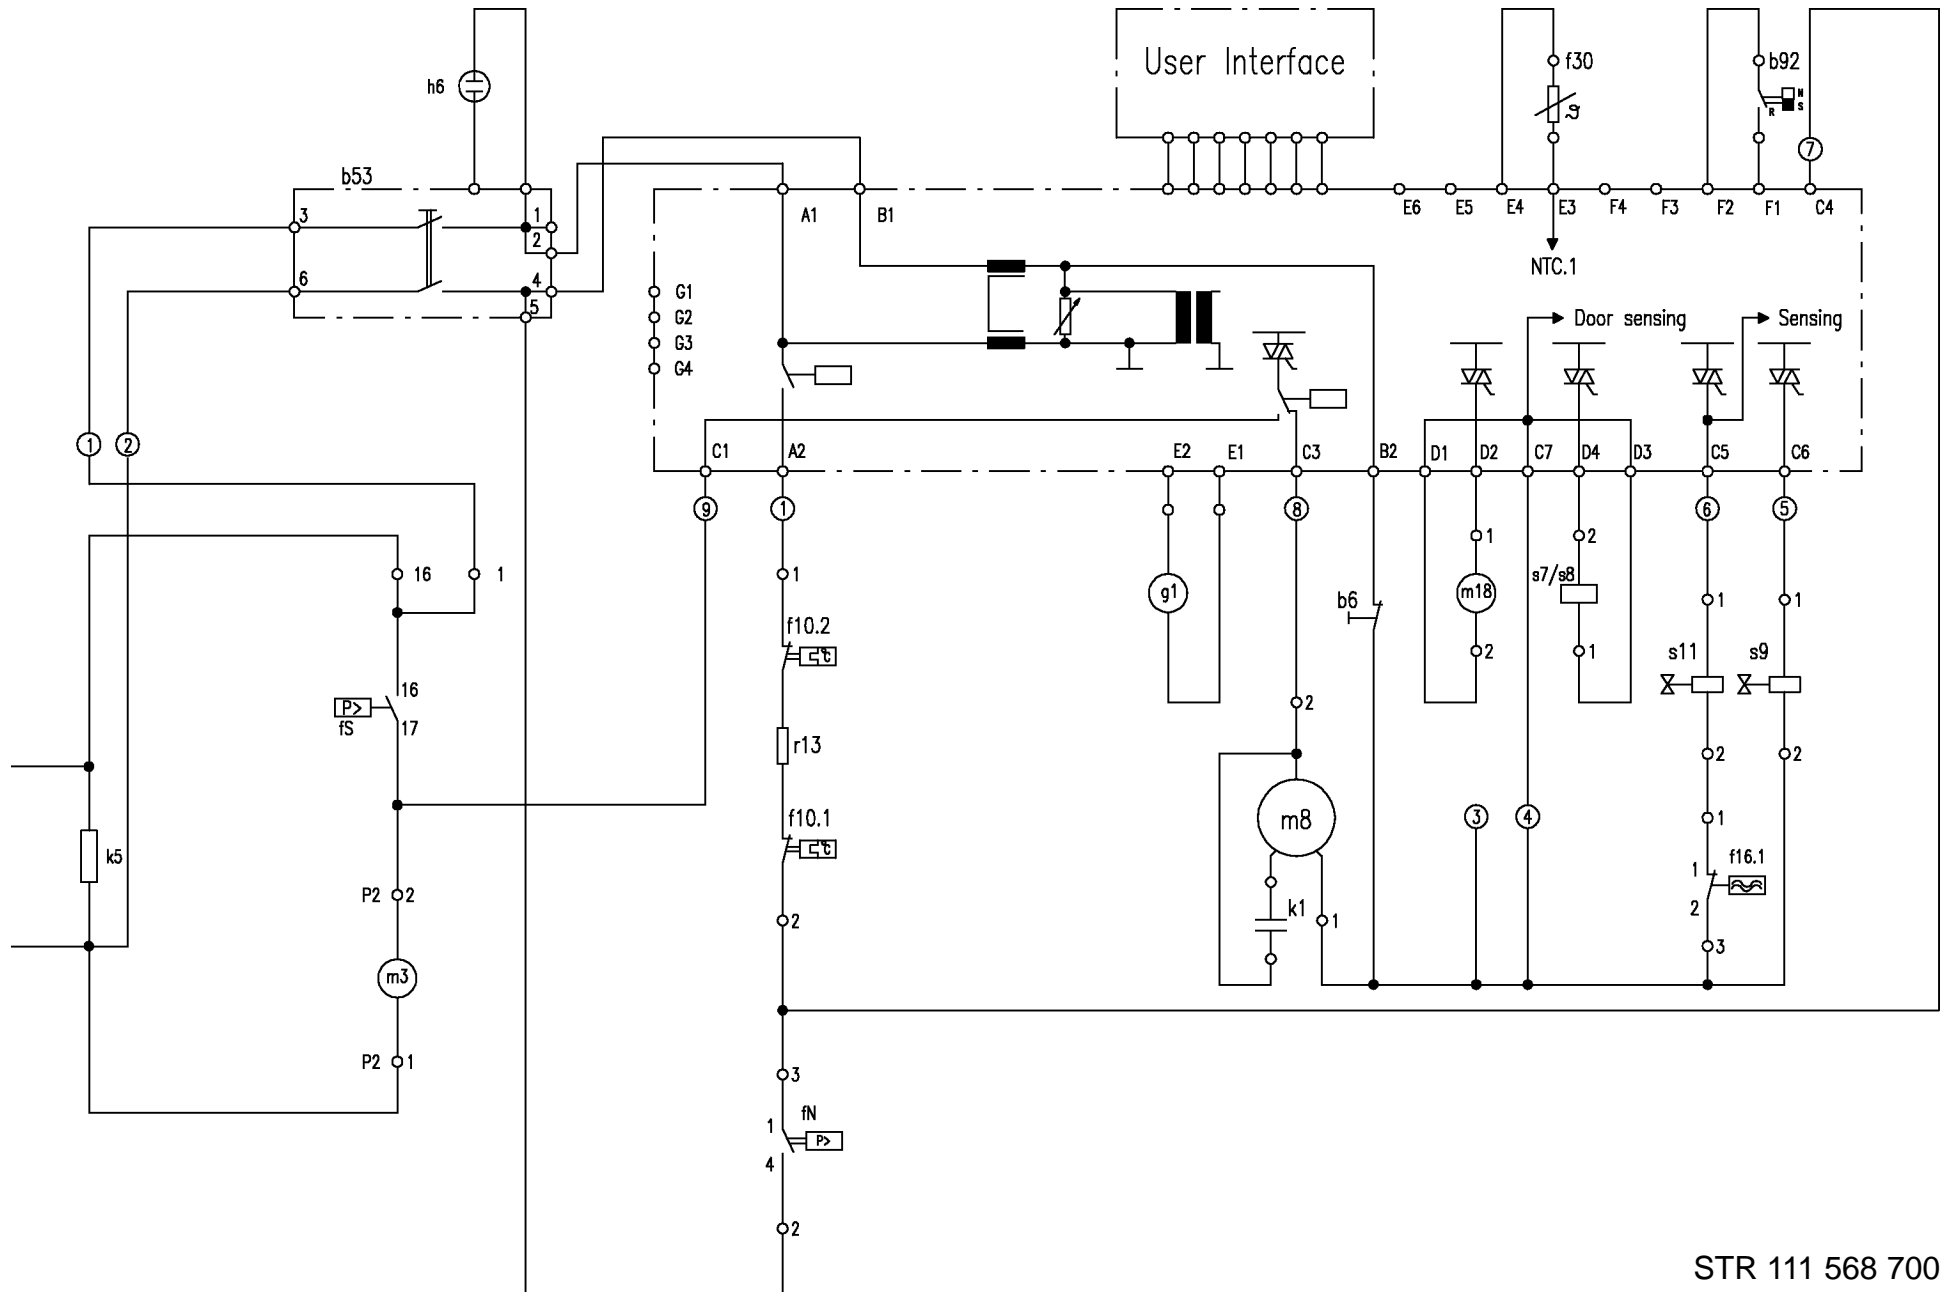 User Interface
f30
b92
N
S
R
h6
ϑ
7
b53
3
1
2
6
4
5
A1
B1
E6
E5
E4
E3
F4
F3
F2
F1
C4
NTC.1
G1
G2
G3
G4
Door sensing
Sensing
1
2
C1
A2
E2
E1
C3
B2
D1
D2
C7
D4
D3
C5
C6
9
1
8
6
5
16
1
1
1
2
g1
m18
s7/s8
b6
1
1
f10.2
°C
2
1
s11
s9
16
P>
fS
17
2
r13
2
2
f10.1
°C
m8
3
4
1
k5
1
f16.1
P2
2
k1
2
2
1
3
m3
P2
1
3
1
fN
P>
4
2
STR 111 568 700